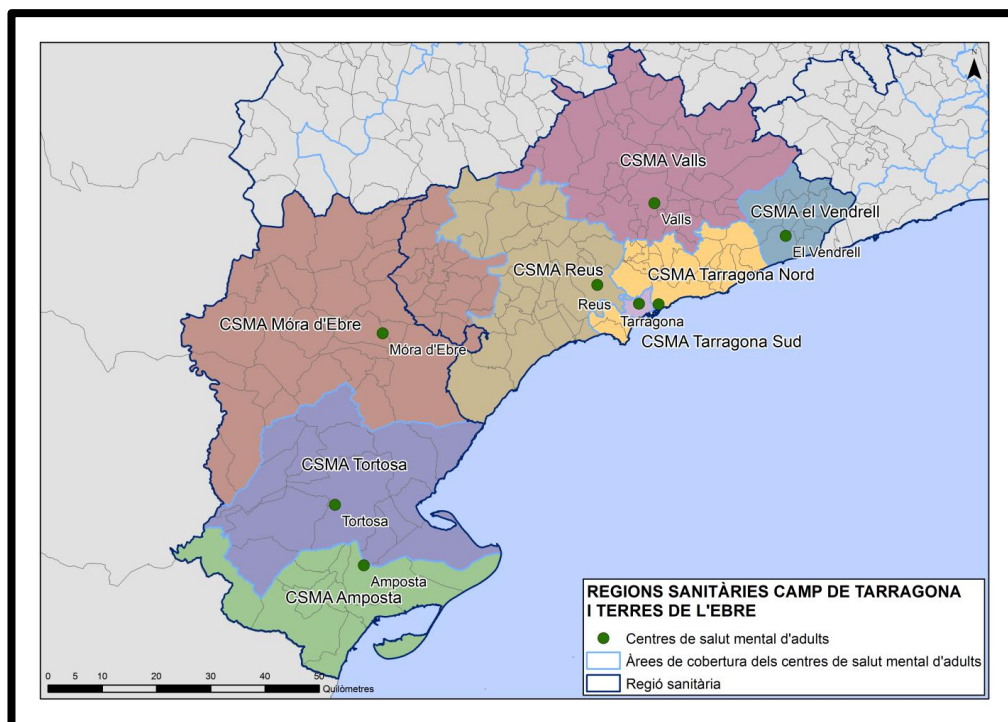 N
CSMA Valls
Valls
CSMA el Vendrell
El Vendrell
CSMA Reus
Reus
CSMA Tarragona Nord
Tarragona
CSMA Tarragona Sud
CSMA Móra d'Ebre
Móra d'Ebre
CSMA Tortosa
Tortosa
Amposta
CSMA Amposta
REGIONS SANITÀRIES CAMP DE TARRAGONA
I TERRES DE L'EBRE
Centres de salut mental d'adults
Àrees de cobertura dels centres de salut mental d'adults
Regió sanitària
0 10 20 30 40 50
Quilòmetres